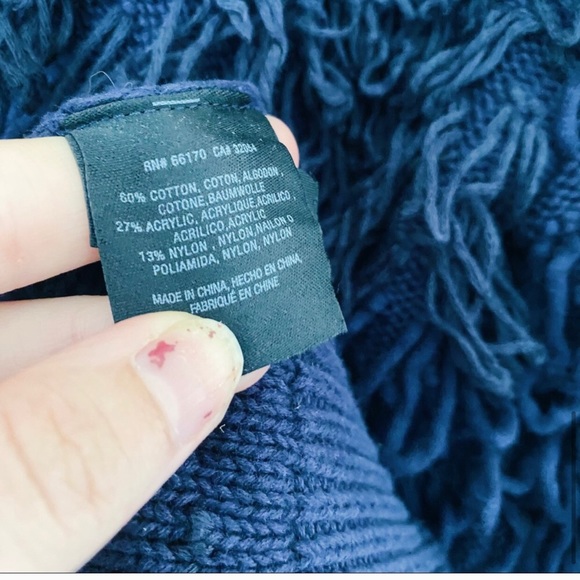 RN# 66170 CA# 32054
60% COTTON, COTON, ALGODON,
COTONE,BAUMWOLLE
27% ACRYLIC, ACRYLIQUE,ACRILICO
ACRILICO,ACRYLIC
13% NYLON , NYLON,NAILON O
POLIAMIDA, NYLON, NYLON
MADE IN CHINA, HECHO EN CHINA,
FABRIQUÉ EN CHINE